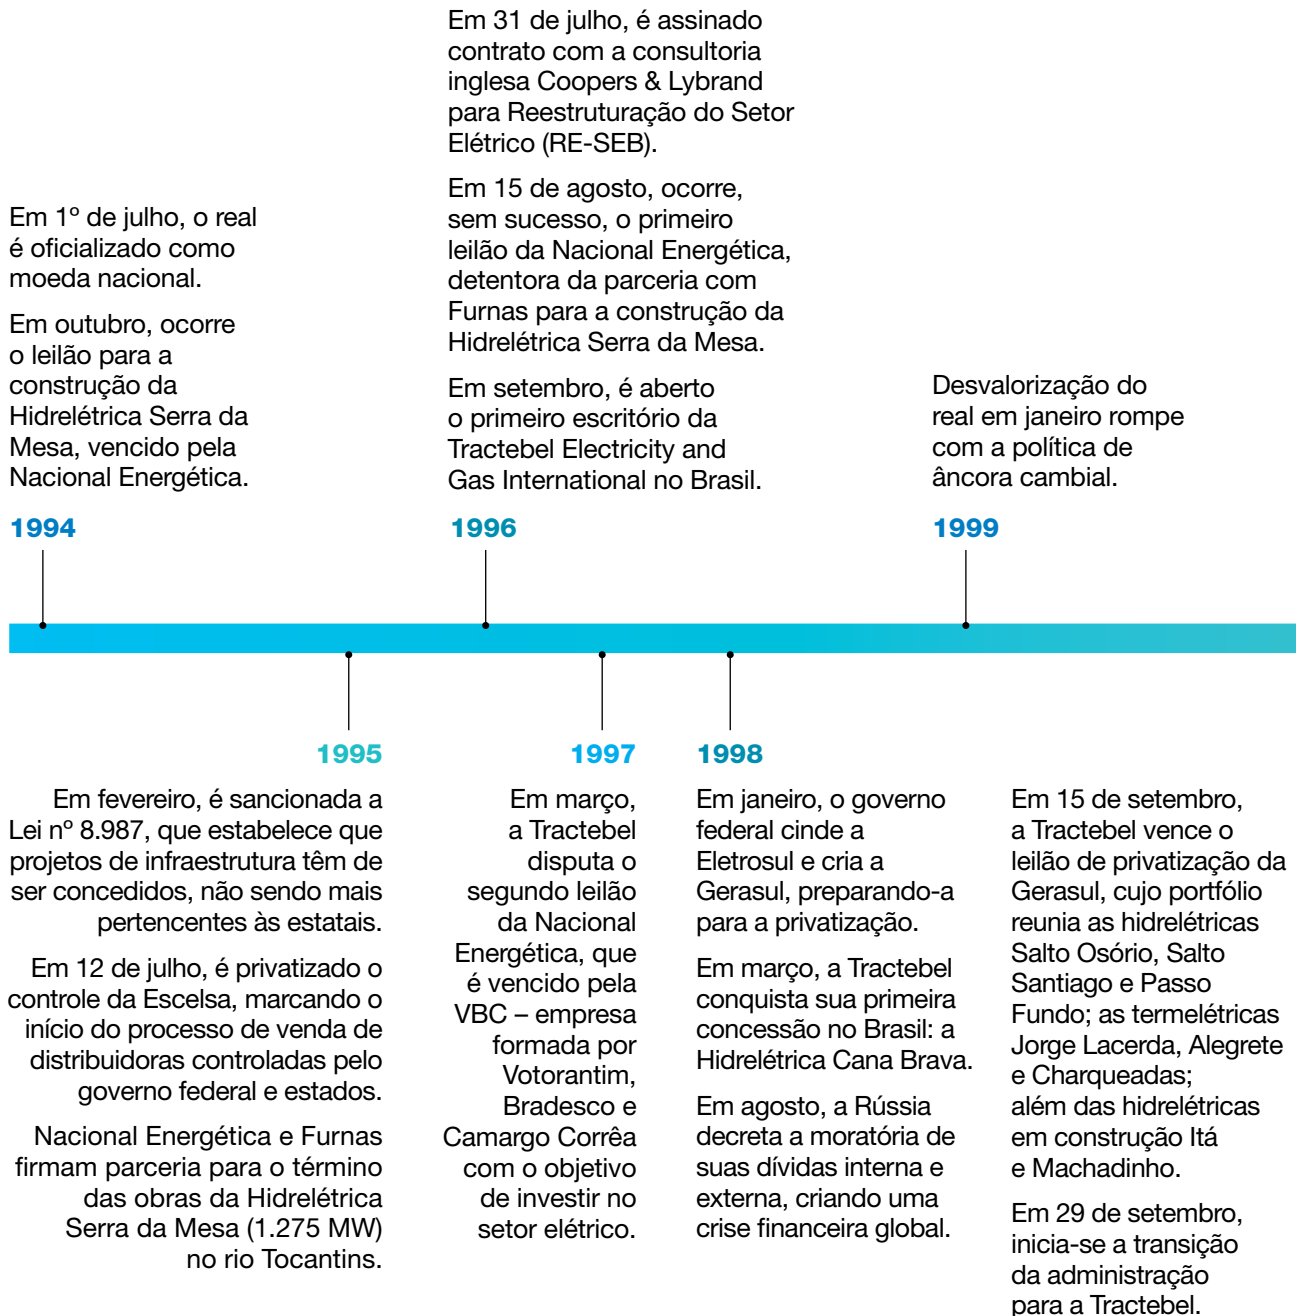 Em 1º de julho, o real
é oficializado como
moeda nacional.
Em outubro, ocorre
o leilão para a
construção da
Hidrelétrica Serra da
Mesa, vencido pela
Nacional Energética.
1994
Em 31 de julho, é assinado
contrato com a consultoria
inglesa Coopers & Lybrand
para Reestruturação do Setor
Elétrico (RE-SEB).
Em 15 de agosto, ocorre,
sem sucesso, o primeiro
leilão da Nacional Energética,
detentora da parceria com
Furnas para a construção da
Hidrelétrica Serra da Mesa.
Em setembro, é aberto
o primeiro escritório da
Tractebel Electricity and
Gas International no Brasil.
1996
Desvalorização do
real em janeiro rompe
com a política de
âncora cambial.
1999
1995
Em fevereiro, é sancionada a
Lei nº 8.987, que estabelece que
projetos de infraestrutura têm de
ser concedidos, não sendo mais
pertencentes às estatais.
Em 12 de julho, é privatizado o
controle da Escelsa, marcando o
início do processo de venda de
distribuidoras controladas pelo
governo federal e estados.
Nacional Energética e Furnas
firmam parceria para o término
das obras da Hidrelétrica
Serra da Mesa (1.275 MW)
no rio Tocantins.
1997
Em março,
a Tractebel
disputa o
segundo leilão
da Nacional
Energética, que
é vencido pela
VBC – empresa
formada por
Votorantim,
Bradesco e
Camargo Corrêa
com o objetivo
de investir no
setor elétrico.
1998
Em janeiro, o governo
federal cinde a
Eletrosul e cria a
Gerasul, preparando-a
para a privatização.
Em março, a Tractebel
conquista sua primeira
concessão no Brasil: a
Hidrelétrica Cana Brava.
Em agosto, a Rússia
decreta a moratória de
suas dívidas interna e
externa, criando uma
crise financeira global.
Em 15 de setembro,
a Tractebel vence o
leilão de privatização da
Gerasul, cujo portfólio
reunia as hidrelétricas
Salto Osório, Salto
Santiago e Passo
Fundo; as termelétricas
Jorge Lacerda, Alegrete
e Charqueadas;
além das hidrelétricas
em construção Itá
e Machadinho.
Em 29 de setembro,
inicia-se a transição
da administração
para a Tractebel.